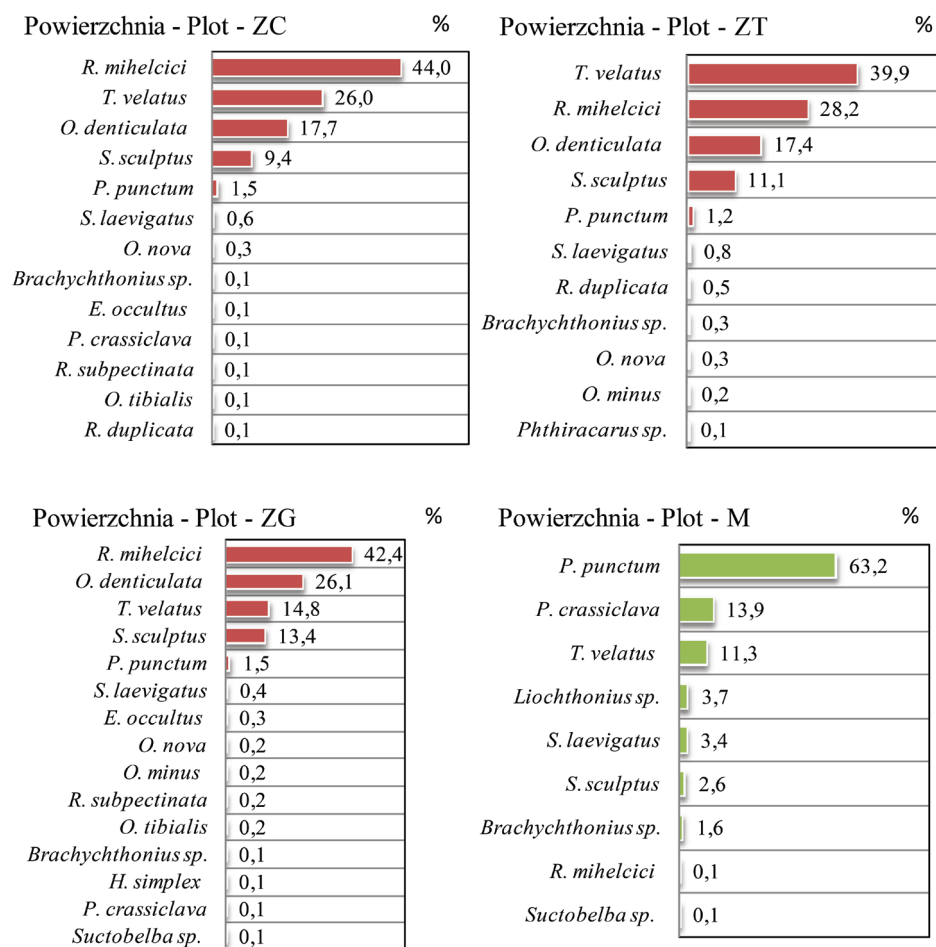 Powierzchnia - Plot - ZC %
R. mihelcici 44,0
T. velatus 26,0
O. denticulata 17,7
S. sculptus 9,4
P. punctum 1,5
S. laevigatus 0,6
O. nova 0,3
Brachychthonius sp. 0,1
E. occultus 0,1
P. crassiclava 0,1
R. subpectinata 0,1
O. tibialis 0,1
R. duplicata 0,1
Powierzchnia - Plot - ZT %
T. velatus 39,9
R. mihelcici 28,2
O. denticulata 17,4
S. sculptus 11,1
P. punctum 1,2
S. laevigatus 0,8
R. duplicata 0,5
Brachychthonius sp. 0,3
O. nova 0,3
O. minus 0,2
Phthiracarus sp. 0,1
Powierzchnia - Plot - ZG %
R. mihelcici 42,4
O. denticulata 26,1
T. velatus 14,8
S. sculptus 13,4
P. punctum 1,5
S. laevigatus 0,4
E. occultus 0,3
O. nova 0,2
O. minus 0,2
R. subpectinata 0,2
O. tibialis 0,2
Brachychthonius sp. 0,1
H. simplex 0,1
P. crassiclava 0,1
Suctobelba sp. 0,1
Powierzchnia - Plot - M %
P. punctum 63,2
P. crassiclava 13,9
T. velatus 11,3
Liochthonius sp. 3,7
S. laevigatus 3,4
S. sculptus 2,6
Brachychthonius sp. 1,6
R. mihelcici 0,1
Suctobelba sp. 0,1